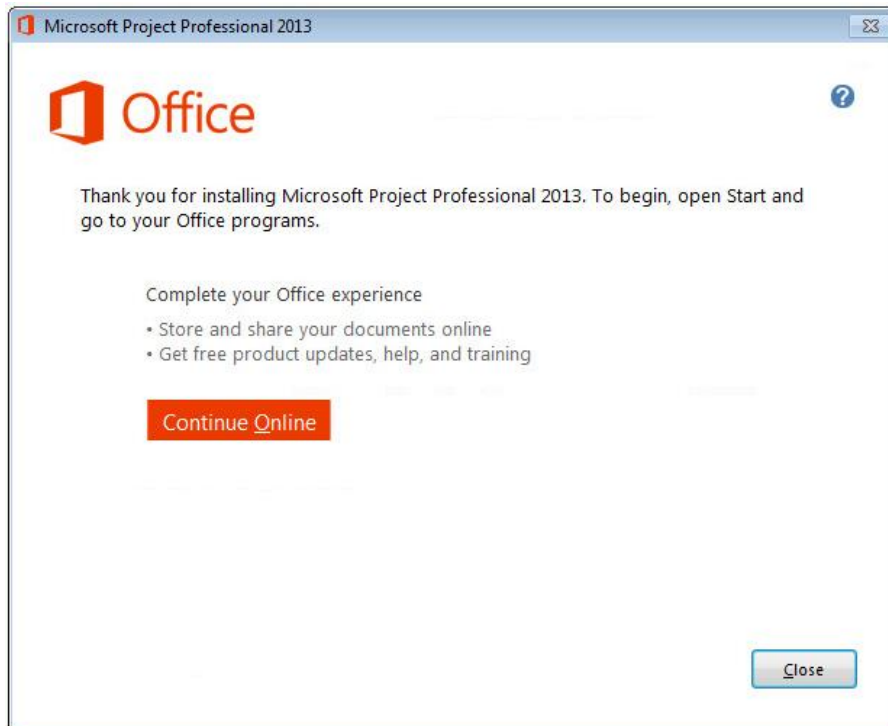 Microsoft Project Professional 2013
Office
?
Thank you for installing Microsoft Project Professional 2013. To begin, open Start and
go to your Office programs.
Complete your Office experience
• Store and share your documents online
• Get free product updates, help, and training
Continue Online
Close